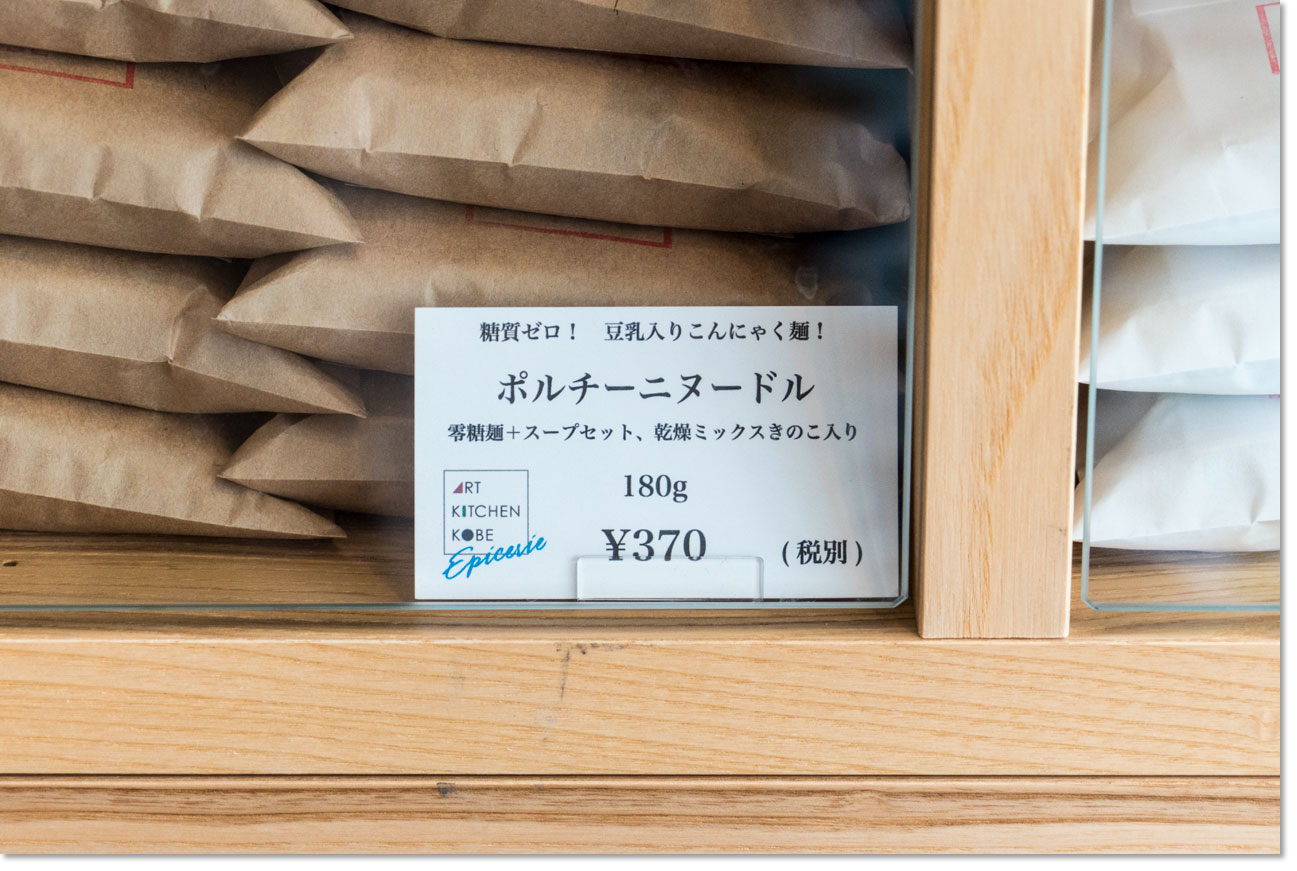 糖質ゼロ！　豆乳入りこんにゃく麺！
ポルチーニヌードル
零糖麺＋スープセット、乾燥ミックスきのこ入り
180g
¥370 (税別)
ART
KITCHEN
KOBE
Epicerie